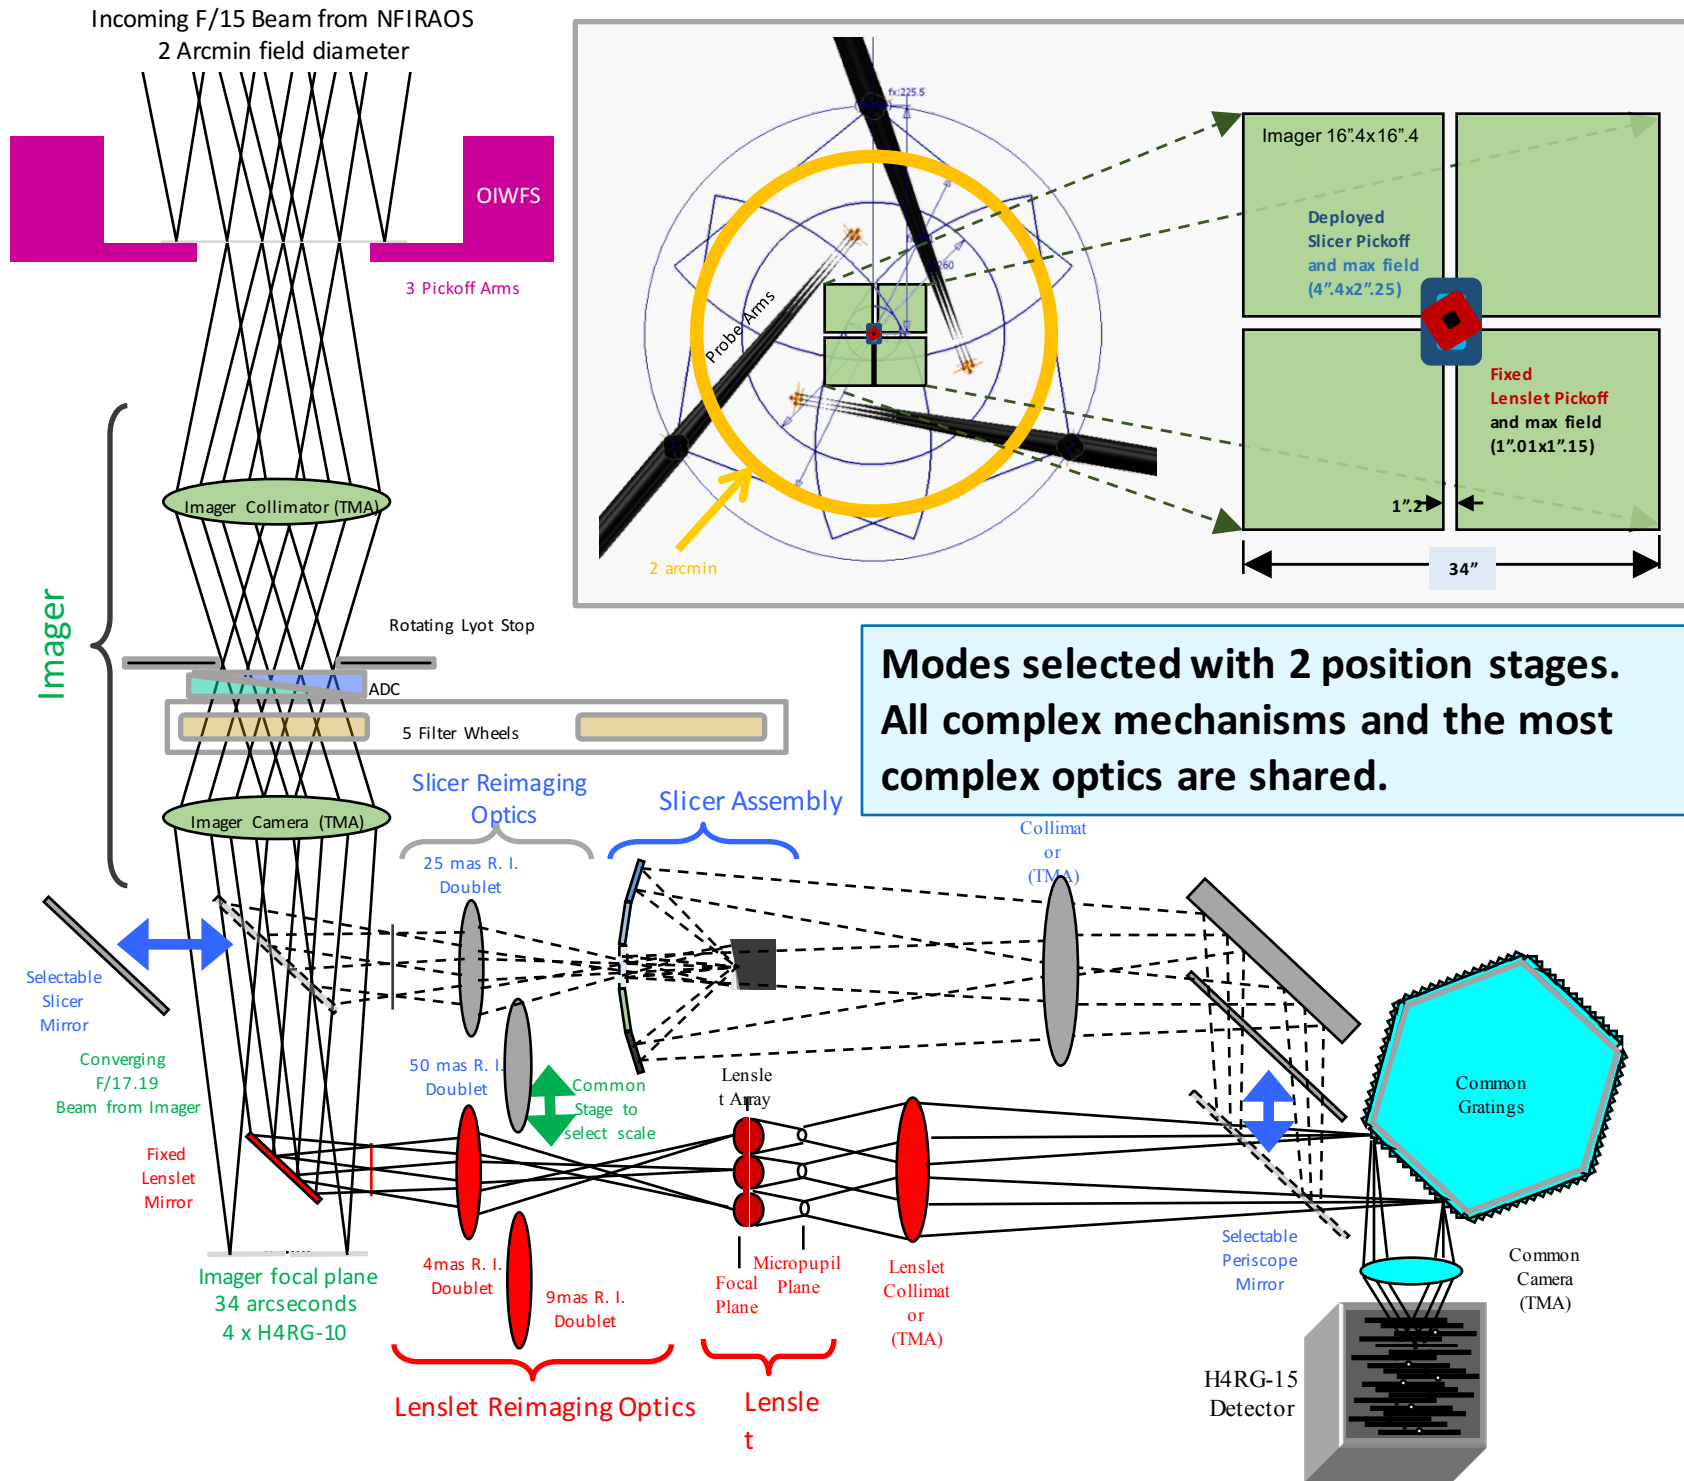 Incoming F/15 Beam from NFIRAOS
2 Arcmin field diameter
OIWFS
3 Pickoff Arms
Imager
Imager Collimator (TMA)
Rotating Lyot Stop
ADC
5 Filter Wheels
Imager Camera (TMA)
fx:225.5
260
Probe Arms
2 arcmin
Imager 16”.4x16”.4
Deployed
Slicer Pickoff
and max field
(4”.4x2”.25)
Fixed
Lenslet Pickoff
and max field
(1”.01x1”.15)
1”.2
34”
Modes selected with 2 position stages.
All complex mechanisms and the most
complex optics are shared.
Slicer Reimaging
Optics
Slicer Assembly
25 mas R. I.
Doublet
Collimat
or
(TMA)
Selectable
Slicer
Mirror
Converging
F/17.19
Beam from Imager
50 mas R. I.
Doublet
Common
Stage to
select scale
Lensle
t Array
Common
Gratings
Fixed
Lenslet
Mirror
Imager focal plane
34 arcseconds
4 x H4RG-10
4mas R. I.
Doublet
9mas R. I.
Doublet
Focal
Plane
Micropupil
Plane
Lenslet
Collimat
or
(TMA)
Selectable
Periscope
Mirror
Common
Camera
(TMA)
H4RG-15
Detector
Lenslet Reimaging Optics
Lensle
t